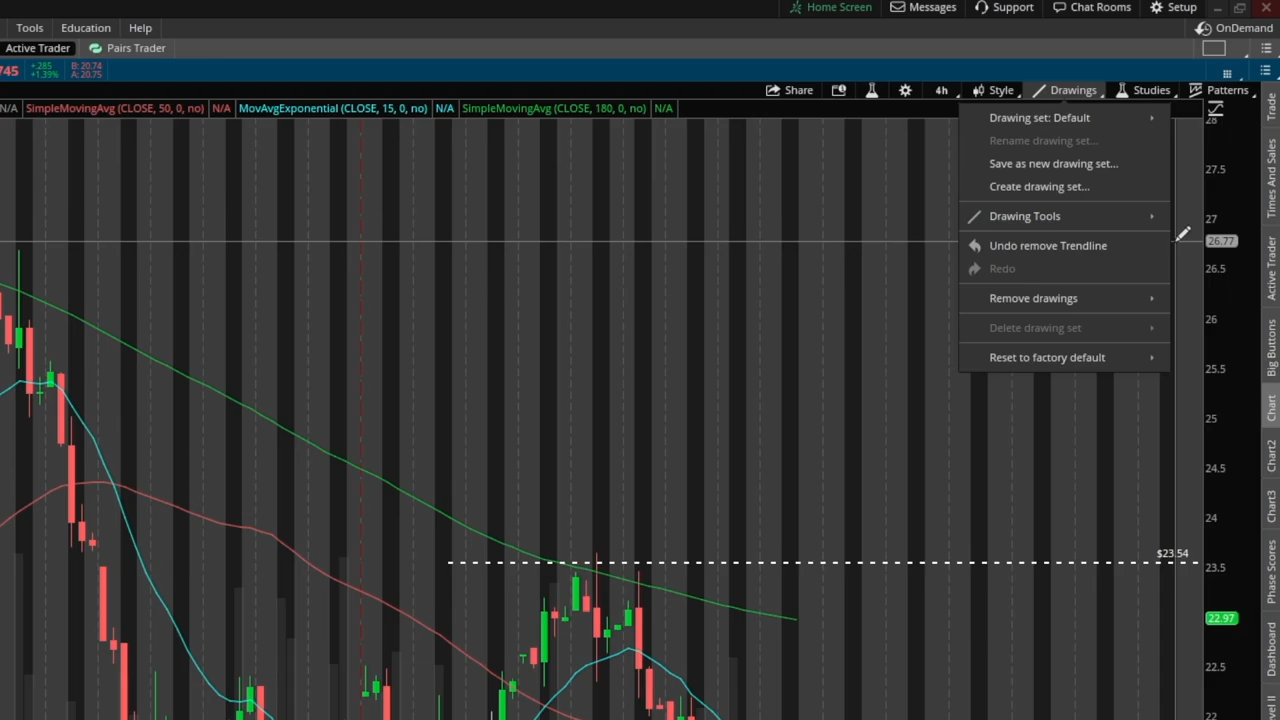 Home Screen Messages Support Chat Rooms Setup
Tools Education Help
OnDemand
Active Trader Pairs Trader
745 +.285 B: 20.74
+1.39% A: 20.75
Share 4h Style Drawings Studies Patterns
N/A SimpleMovingAvg (CLOSE, 50, 0, no) N/A MovAvgExponential (CLOSE, 15, 0, no) N/A SimpleMovingAvg (CLOSE, 180, 0, no) N/A
Drawing set: Default
Rename drawing set...
Save as new drawing set...
Create drawing set...
Drawing Tools
Undo remove Trendline
Redo
Remove drawings
Delete drawing set
Reset to factory default
28
27.5
27
26.77
26.5
26
25.5
25
24.5
24
$23.54
23.5
22.97
22.5
22
Trade
Times And Sales
Active Trader
Big Buttons
Chart
Chart2
Chart3
Phase Scores
Dashboard
vel II